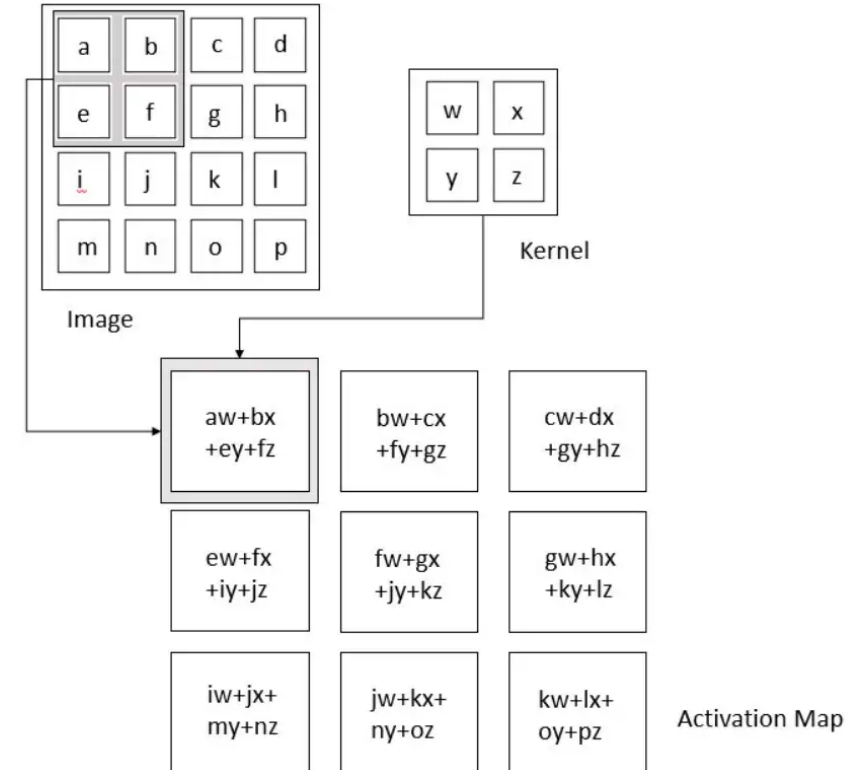 a b c d
e f g h
i j k l
m n o p
Image
w x
y z
Kernel
aw+bx
+ey+fz
bw+cx
+fy+gz
cw+dx
+gy+hz
ew+fx
+iy+jz
fw+gx
+jy+kz
gw+hx
+ky+lz
iw+jx+
my+nz
jw+kx+
ny+oz
kw+lx+
oy+pz
Activation Map